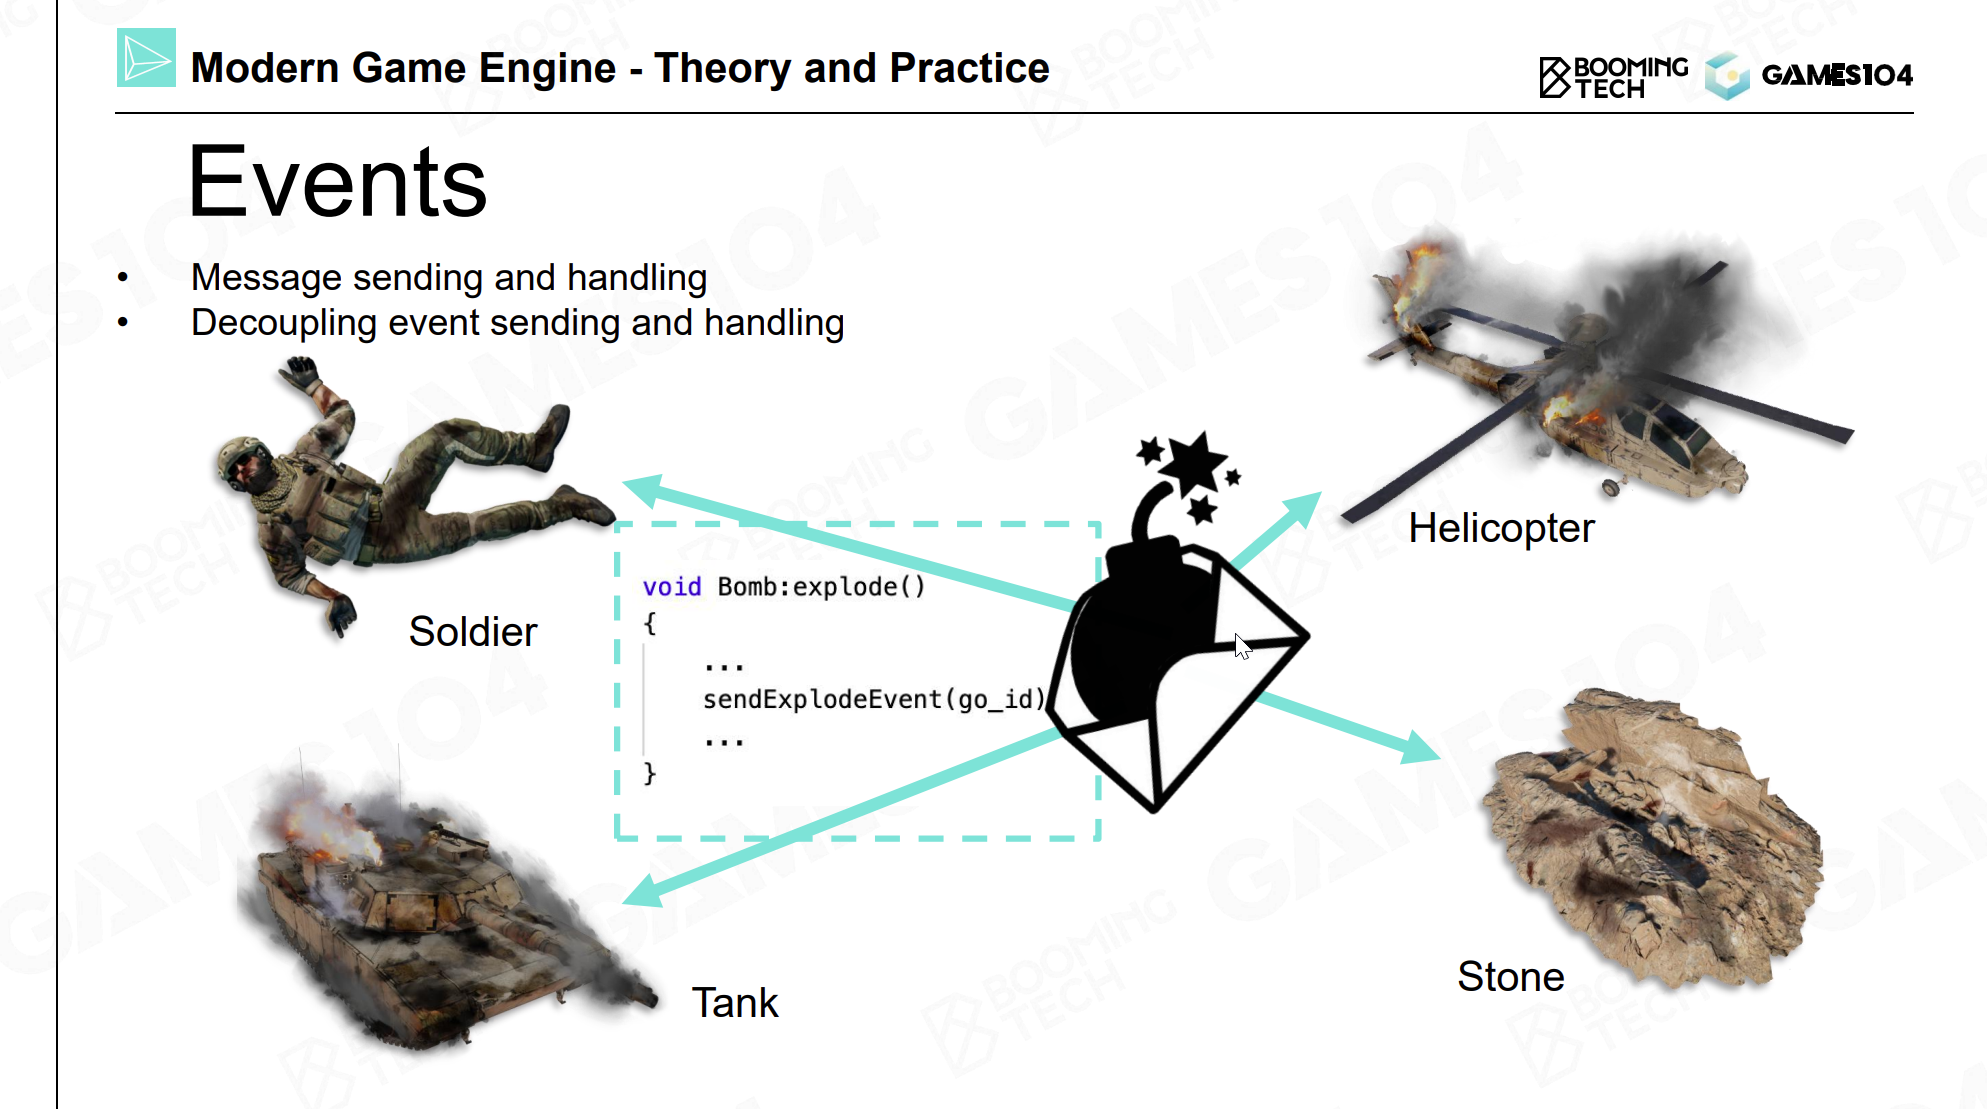 Modern Game Engine - Theory and Practice
BOOMING
TECH
GAMES104
Events
• Message sending and handling
• Decoupling event sending and handling
Helicopter
void Bomb:explode()
{
...
sendExplodeEvent(go_id)
...
}
Soldier
Stone
Tank